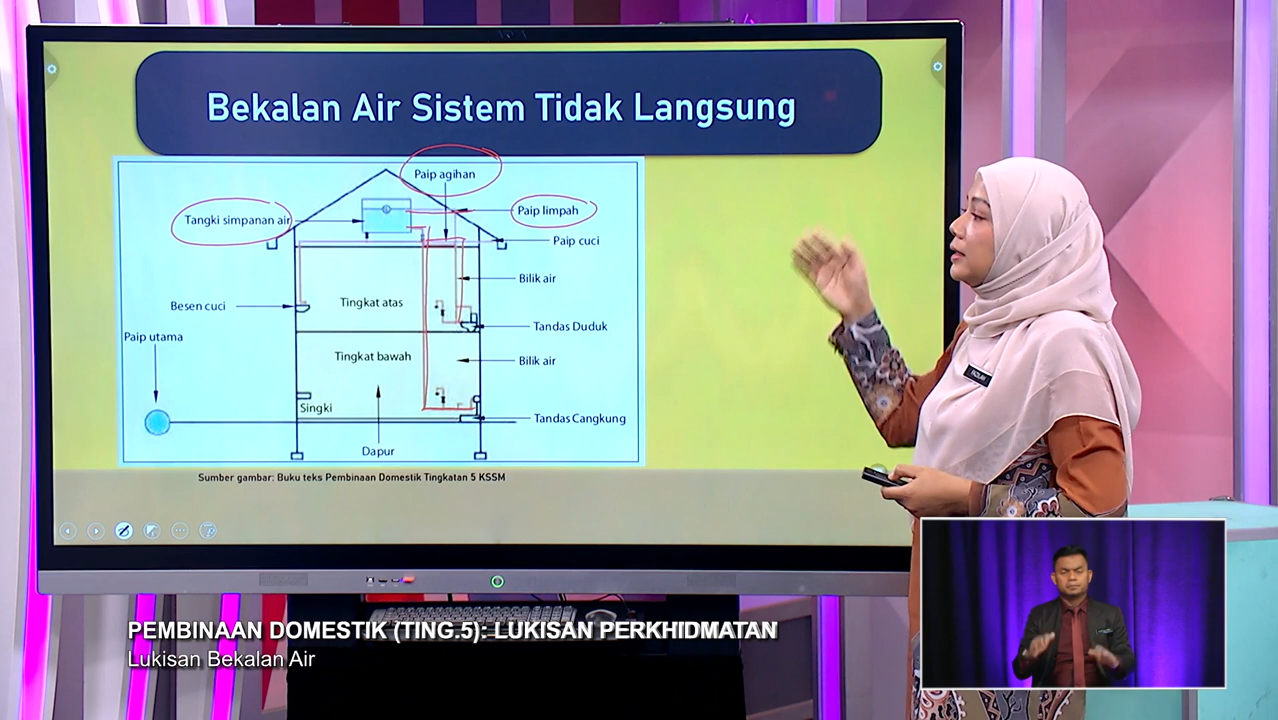 Bekalan Air Sistem Tidak Langsung
Paip agihan
Tangki simpanan air
Paip limpah
Paip cuci
Bilik air
Besen cuci
Tingkat atas
Tandas Duduk
Paip utama
Tingkat bawah
Bilik air
Singki
Tandas Cangkung
Dapur
Sumber gambar: Buku teks Pembinaan Domestik Tingkatan 5 KSSM
PEMBINAAN DOMESTIK (TING.5): LUKISAN PERKHIDMATAN
Lukisan Bekalan Air